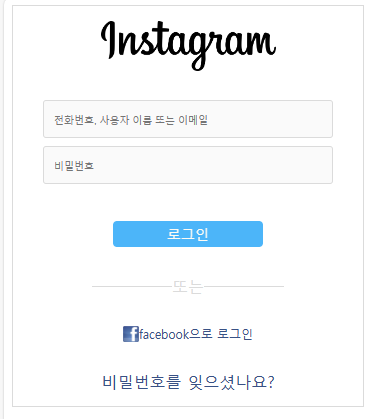 Instagram
전화번호, 사용자 이름 또는 이메일
비밀번호
로그인
또는
facebook으로 로그인
비밀번호를 잊으셨나요?